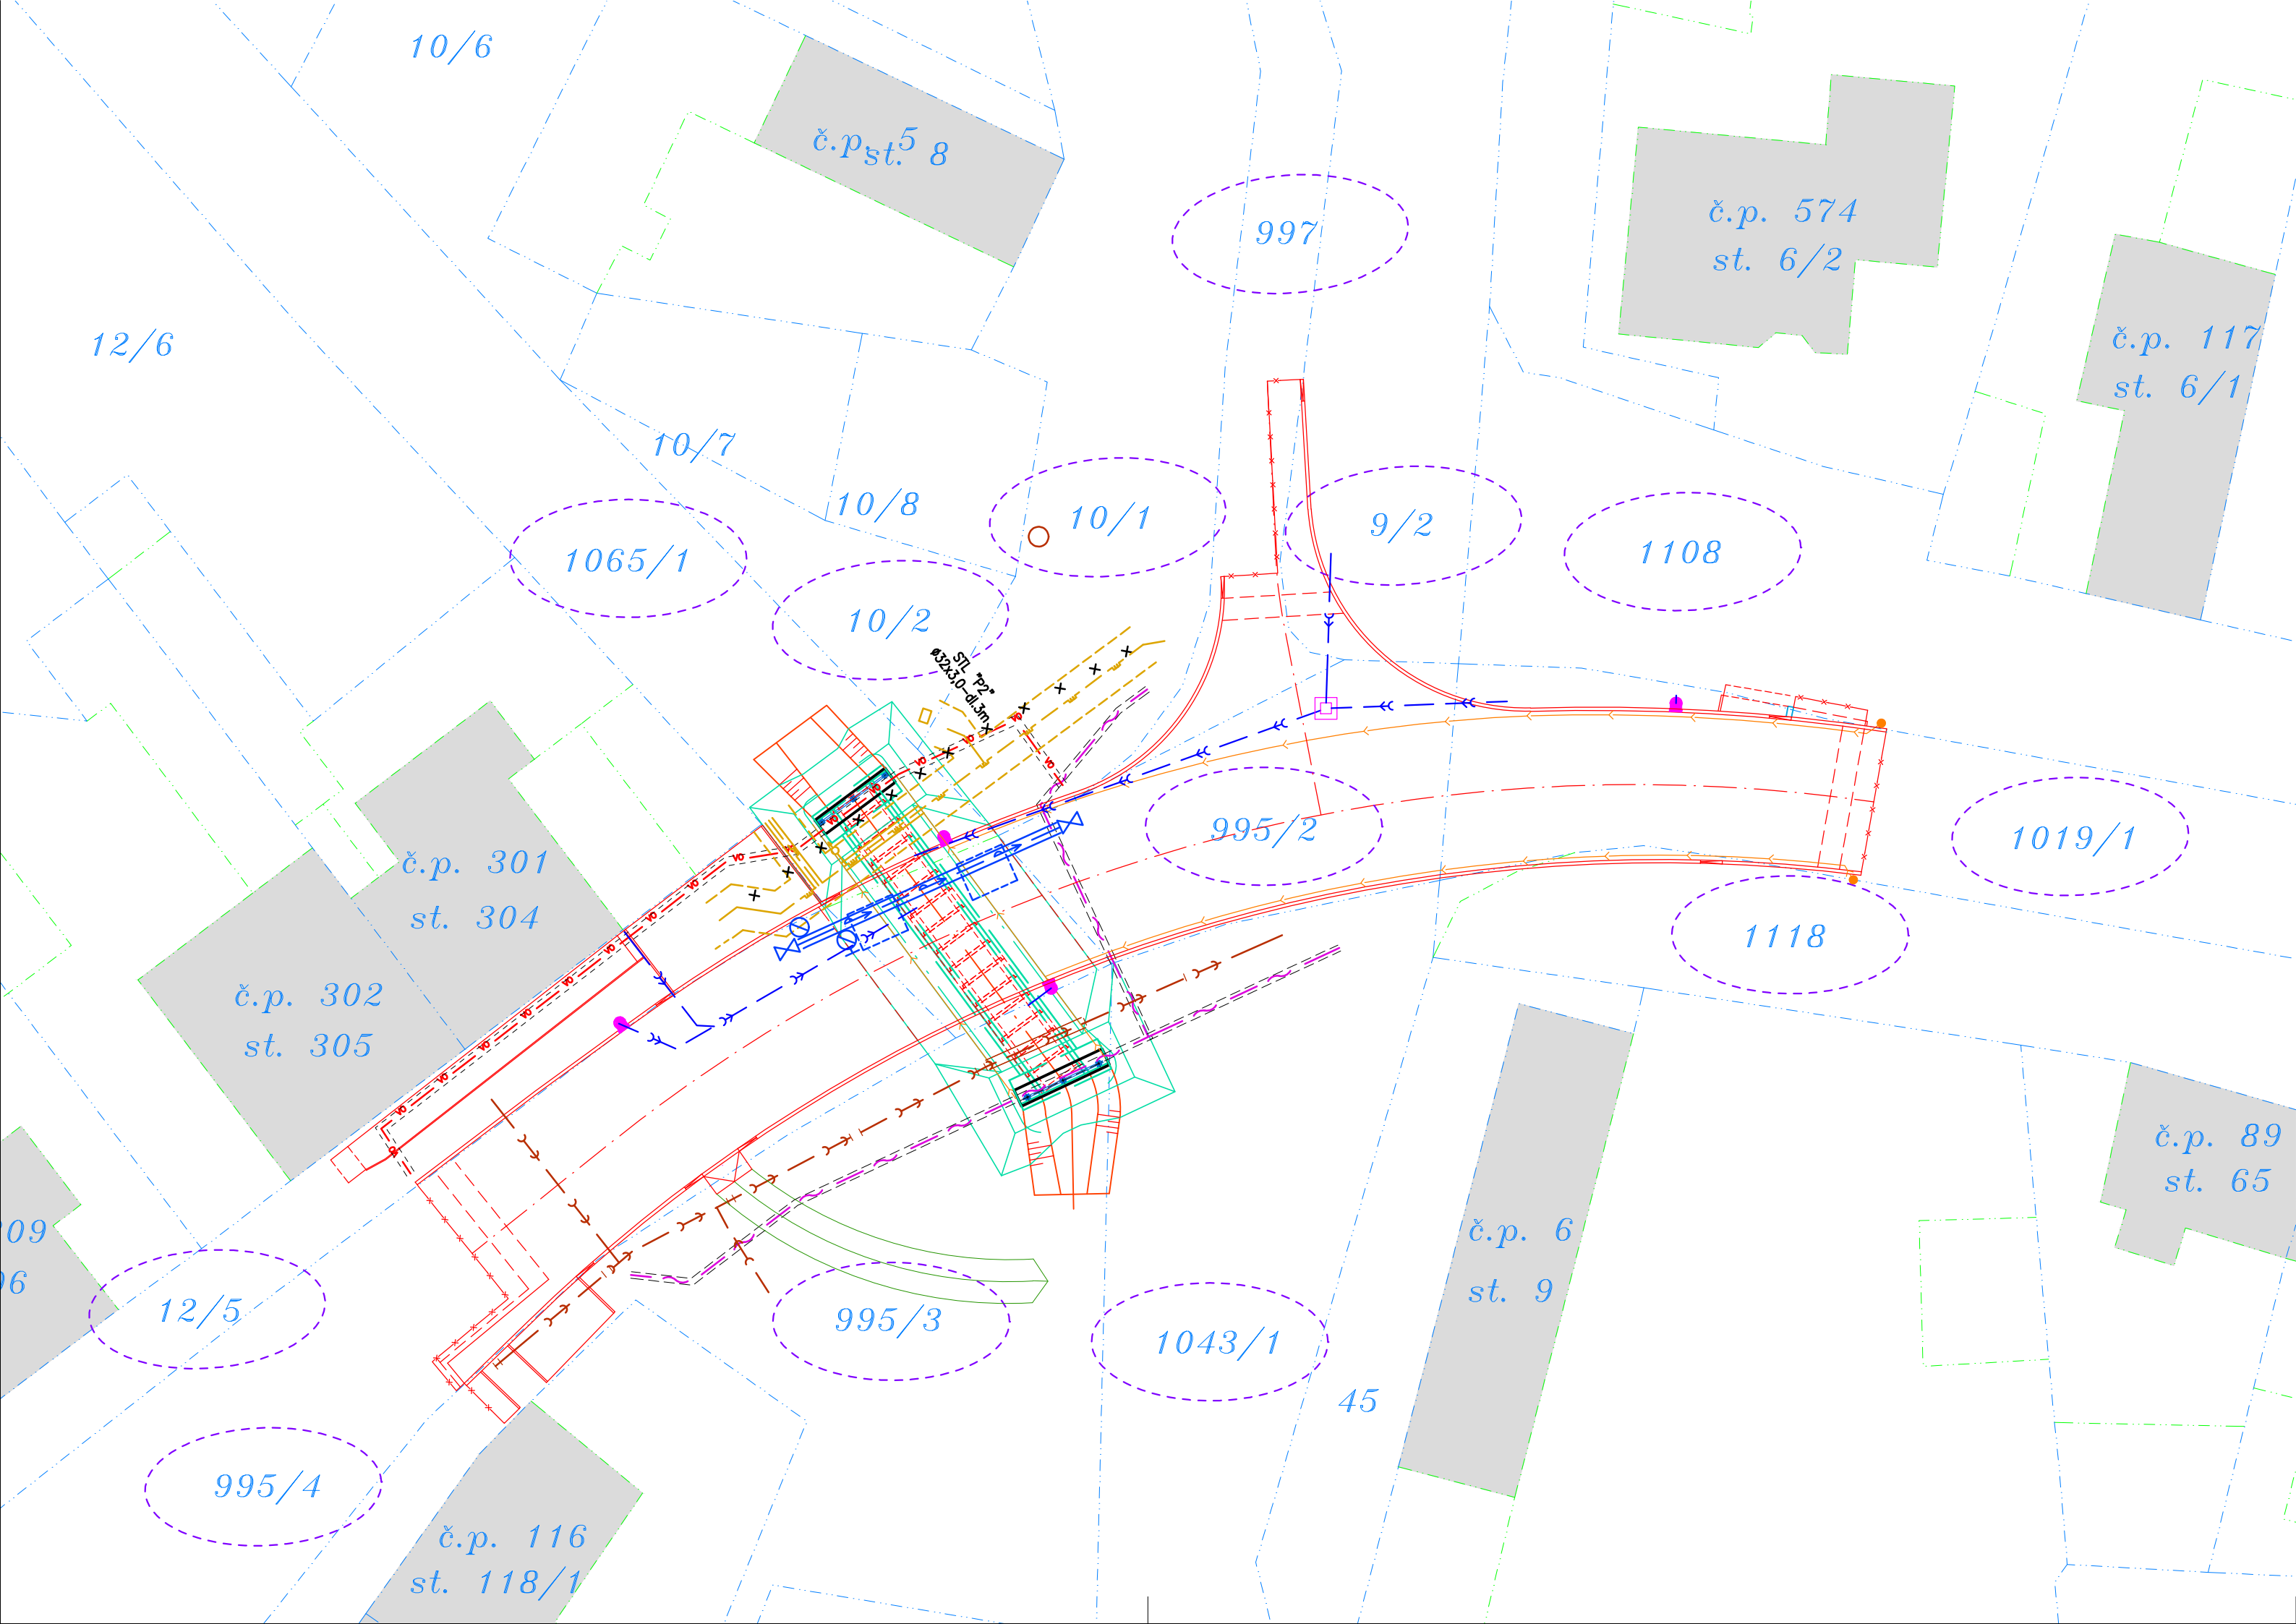 10/6
č.p. 5
st. 8
č.p. 574
st. 6/2
997
12/6
č.p. 117
st. 6/1
10/7
10/8
10/1
9/2
1108
1065/1
10/2
STL "P2"
ø32x3,0-dl.3m
995/2
1019/1
č.p. 301
st. 304
1118
č.p. 302
st. 305
č.p. 89
st. 65
č.p. 6
st. 9
09
12/5
995/3
1043/1
45
995/4
č.p. 116
st. 118/1